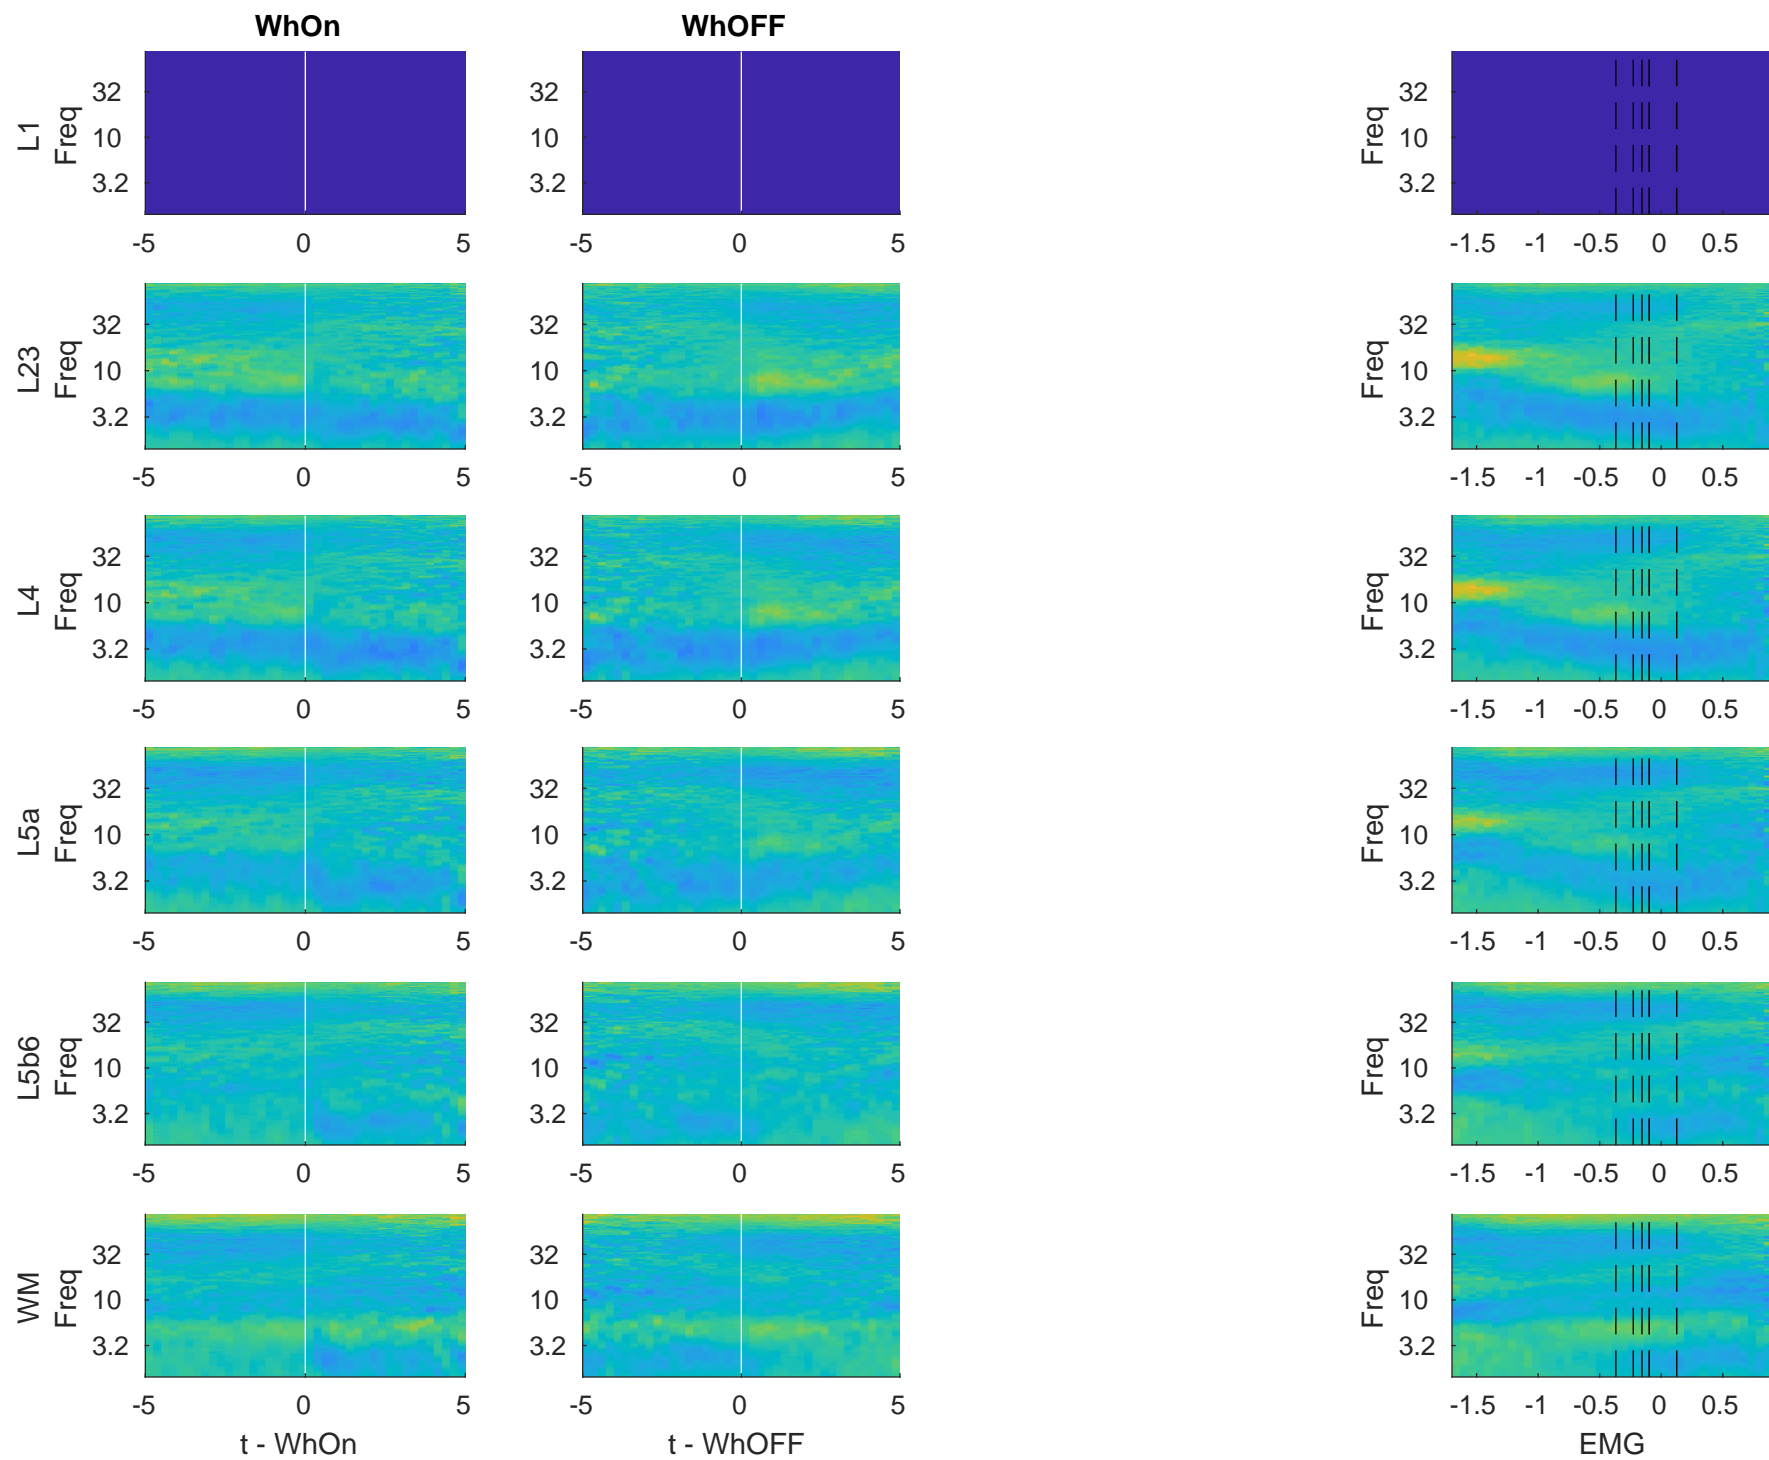 WhOn WhOFF
L1 Freq 32 10 3.2 32 10 3.2 Freq 32 10 3.2
-5 0 5 -5 0 5 -1.5 -1 -0.5 0 0.5
L23 Freq 32 10 3.2 32 10 3.2 Freq 32 10 3.2
-5 0 5 -5 0 5 -1.5 -1 -0.5 0 0.5
L4 Freq 32 10 3.2 32 10 3.2 Freq 32 10 3.2
-5 0 5 -5 0 5 -1.5 -1 -0.5 0 0.5
L5a Freq 32 10 3.2 32 10 3.2 Freq 32 10 3.2
-5 0 5 -5 0 5 -1.5 -1 -0.5 0 0.5
L5b6 Freq 32 10 3.2 32 10 3.2 Freq 32 10 3.2
-5 0 5 -5 0 5 -1.5 -1 -0.5 0 0.5
WM Freq 32 10 3.2 32 10 3.2 Freq 32 10 3.2
-5 0 5 -5 0 5 -1.5 -1 -0.5 0 0.5
t - WhOn t - WhOFF EMG